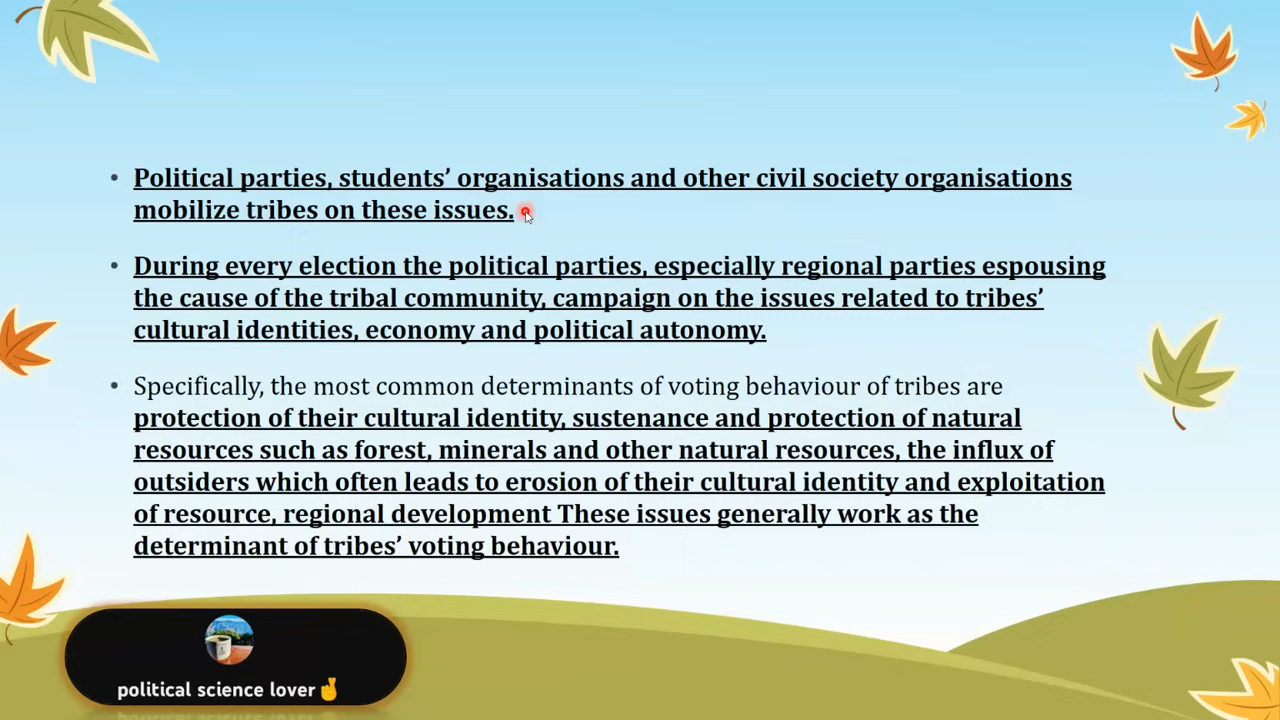 • Political parties, students’ organisations and other civil society organisations
mobilize tribes on these issues.
• During every election the political parties, especially regional parties espousing
the cause of the tribal community, campaign on the issues related to tribes’
cultural identities, economy and political autonomy.
• Specifically, the most common determinants of voting behaviour of tribes are
protection of their cultural identity, sustenance and protection of natural
resources such as forest, minerals and other natural resources, the influx of
outsiders which often leads to erosion of their cultural identity and exploitation
of resource, regional development These issues generally work as the
determinant of tribes’ voting behaviour.
political science lover🤞